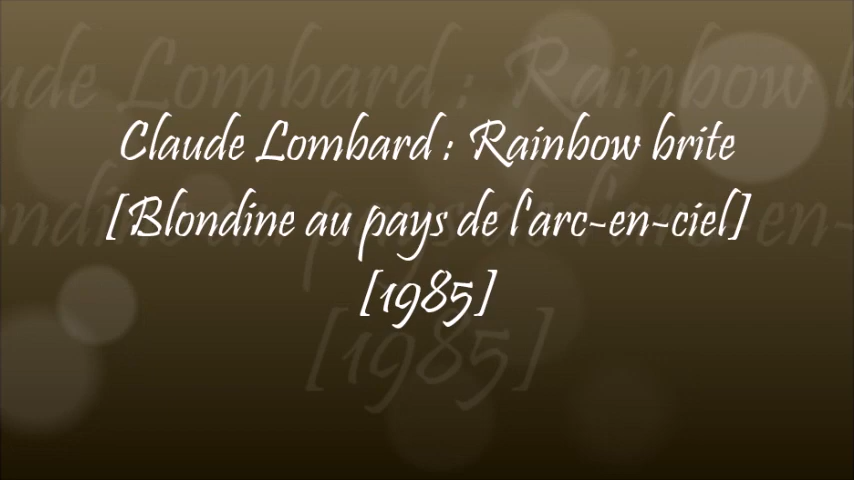 Claude Lombard : Rainbow brite
[Blondine au pays de l'arc-en-ciel]
[1985]